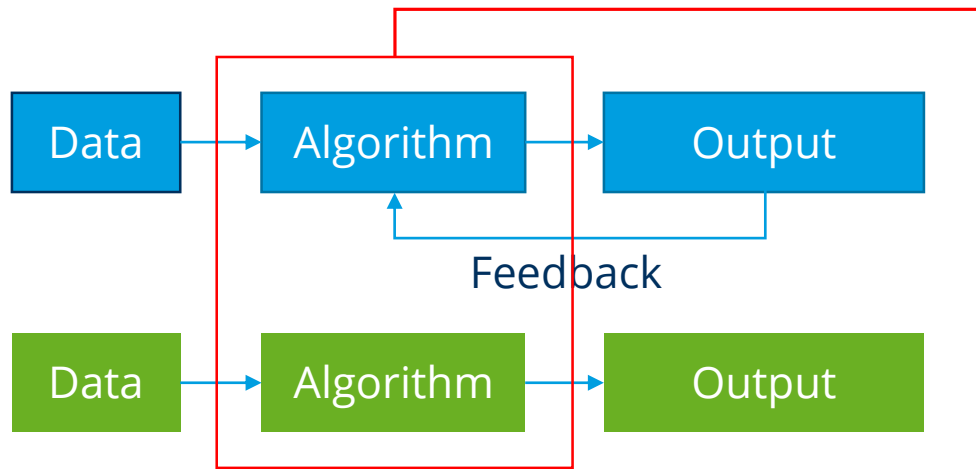 Data
Algorithm
Output
Feedback
Data
Algorithm
Output